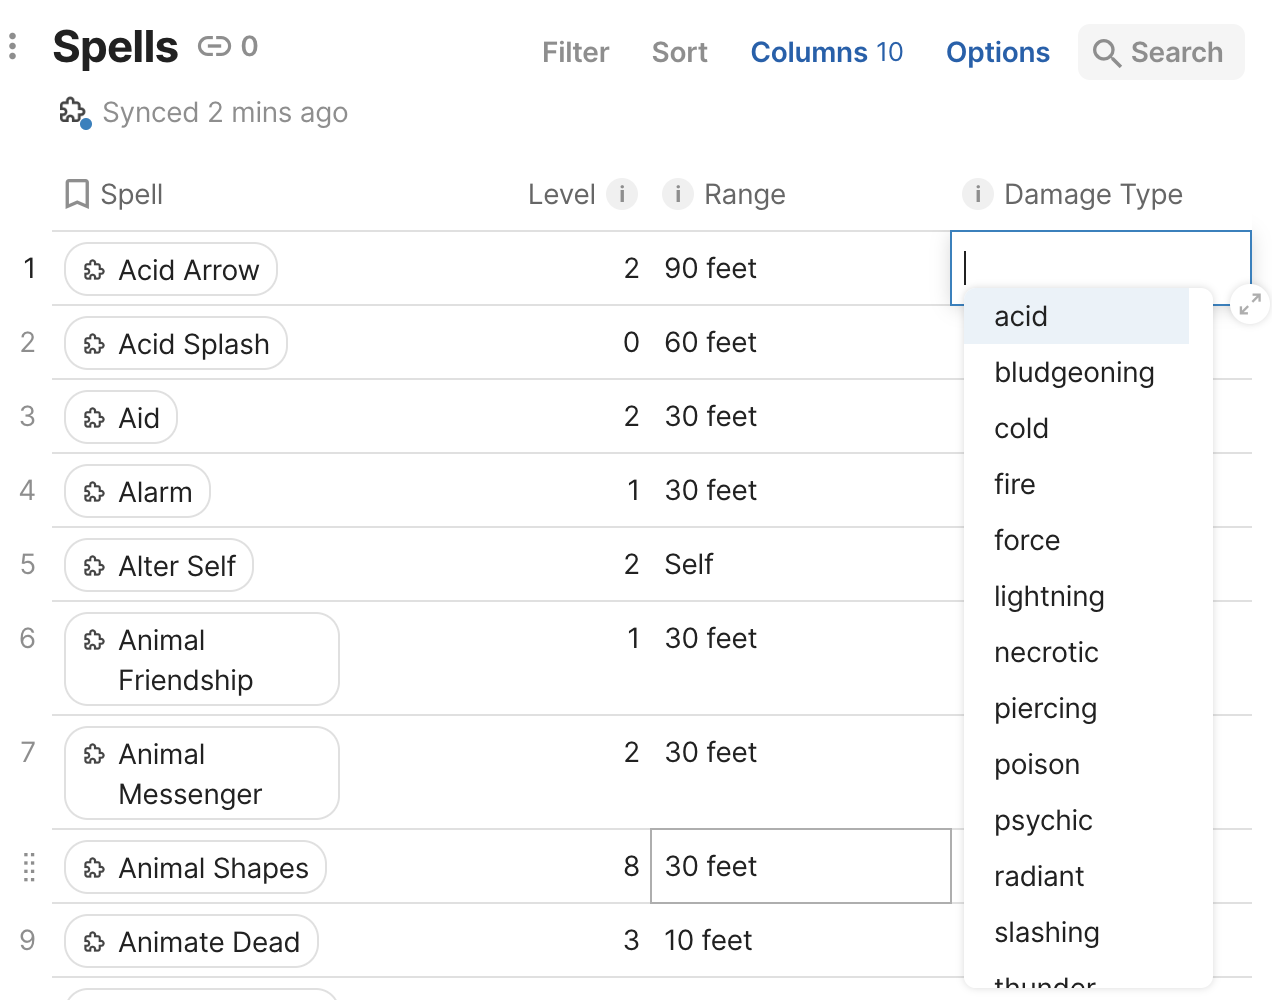 Spells 0
Filter Sort Columns 10 Options Search
Synced 2 mins ago
Spell Level i i Range i Damage Type
1 Acid Arrow 2 90 feet
acid
2 Acid Splash 0 60 feet
bludgeoning
3 Aid 2 30 feet
cold
4 Alarm 1 30 feet
fire
force
5 Alter Self 2 Self
lightning
6 Animal 1 30 feet
Friendship
necrotic
piercing
7 Animal 2 30 feet
Messenger
poison
psychic
Animal Shapes 8 30 feet
radiant
9 Animate Dead 3 10 feet
slashing
thunder